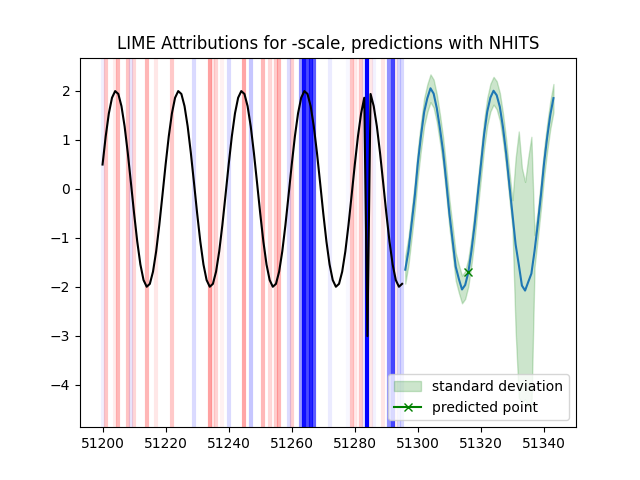 LIME Attributions for -scale, predictions with NHITS
2
1
0
−1
−2
−3
−4
standard deviation
predicted point
51200 51220 51240 51260 51280 51300 51320 51340